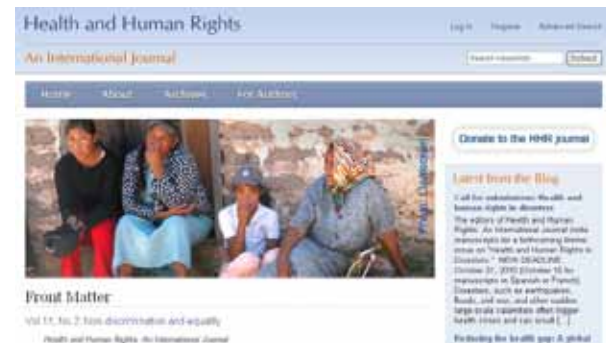 Health and Human Rights
Log In Register Advanced Search
An International Journal
Home About Archives For Authors
Donate to the HHR journal
Latest from the Blog
Call for submissions: Health and
human rights in disasters
The editors of Health and Human
Rights: An International Journal invite
manuscripts for a forthcoming theme
issue on "Health and Human Rights in
Disasters." NEW DEADLINE:
October 31, 2010 (October 15 for
manuscripts in Spanish or French).
Disasters, such as earthquakes,
floods, and war, and other sudden
large-scale calamities often trigger
health crises and can result [...]
Reducing the health gap: A global
Front Matter
Vol 11, No 2: Non-discrimination and equality
Health and Human Rights: An International Journal